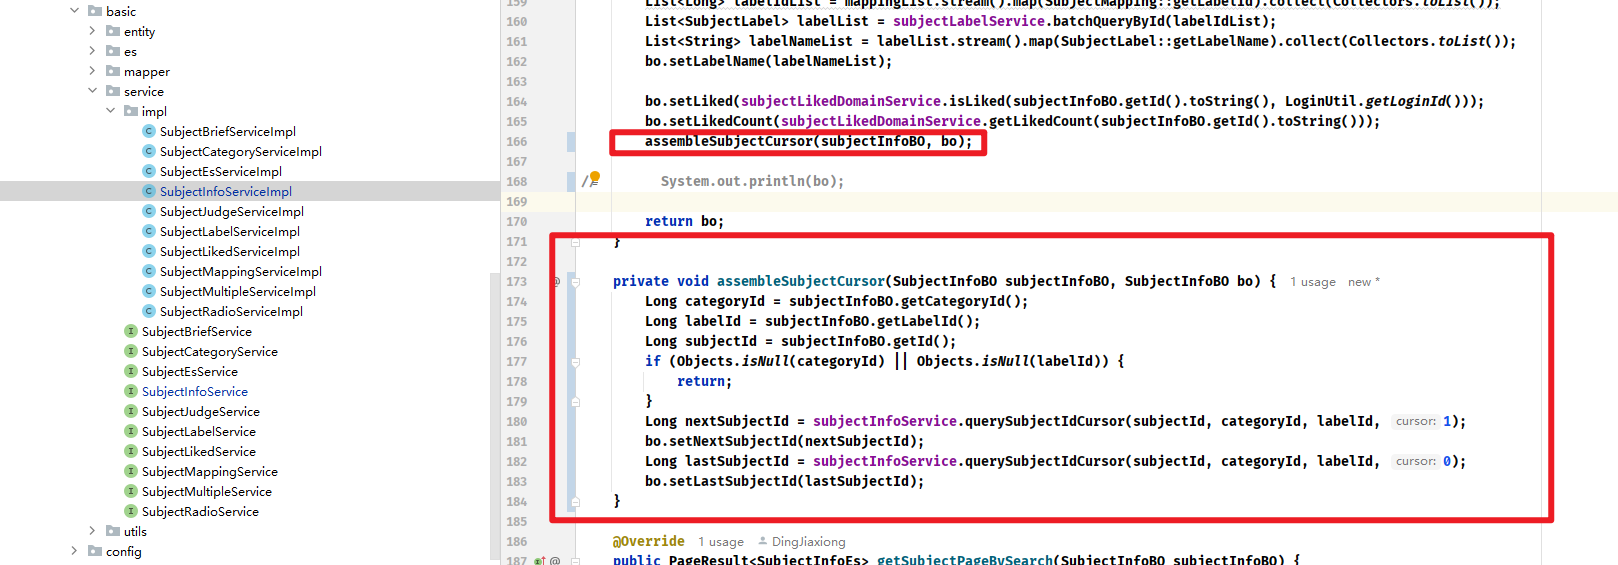 basic
entity
es
mapper
service
impl
SubjectBriefServiceImpl
SubjectCategoryServiceImpl
SubjectEsServiceImpl
SubjectInfoServiceImpl
SubjectJudgeServiceImpl
SubjectLabelServiceImpl
SubjectLikedServiceImpl
SubjectMappingServiceImpl
SubjectMultipleServiceImpl
SubjectRadioServiceImpl
SubjectBriefService
SubjectCategoryService
SubjectEsService
SubjectInfoService
SubjectJudgeService
SubjectLabelService
SubjectLikedService
SubjectMappingService
SubjectMultipleService
SubjectRadioService
utils
config
159 List<Long> labelIdList = mappingList.stream().map(SubjectMapping::getLabelId).collect(Collectors.toList());
160 List<SubjectLabel> labelList = subjectLabelService.batchQueryById(labelIdList);
161 List<String> labelNameList = labelList.stream().map(SubjectLabel::getLabelName).collect(Collectors.toList());
162 bo.setLabelName(labelNameList);
163
164 bo.setLiked(subjectLikedDomainService.isLiked(subjectInfoBO.getId().toString(), LoginUtil.getLoginId()));
165 bo.setLikedCount(subjectLikedDomainService.getLikedCount(subjectInfoBO.getId().toString()));
166 assembleSubjectCursor(subjectInfoBO, bo);
167
168 // System.out.println(bo);
169
170 return bo;
171 }
172
173 private void assembleSubjectCursor(SubjectInfoBO subjectInfoBO, SubjectInfoBO bo) { 1 usage new *
174 Long categoryId = subjectInfoBO.getCategoryId();
175 Long labelId = subjectInfoBO.getLabelId();
176 Long subjectId = subjectInfoBO.getId();
177 if (Objects.isNull(categoryId) || Objects.isNull(labelId)) {
178 return;
179 }
180 Long nextSubjectId = subjectInfoService.querySubjectIdCursor(subjectId, categoryId, labelId, cursor: 1);
181 bo.setNextSubjectId(nextSubjectId);
182 Long lastSubjectId = subjectInfoService.querySubjectIdCursor(subjectId, categoryId, labelId, cursor: 0);
183 bo.setLastSubjectId(lastSubjectId);
184 }
185
186 @Override 1 usage DingJiaxiong
187 public PageResult<SubjectInfoEs> getSubjectPageBySearch(SubjectInfoBO subjectInfoBO) {